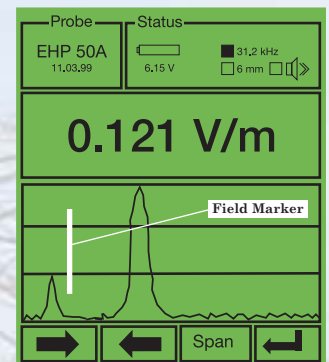 Probe
Status
EHP 50A
11.03.99
6.15 V
31.2 kHz
6 mm
0.121 V/m
Field Marker
Span